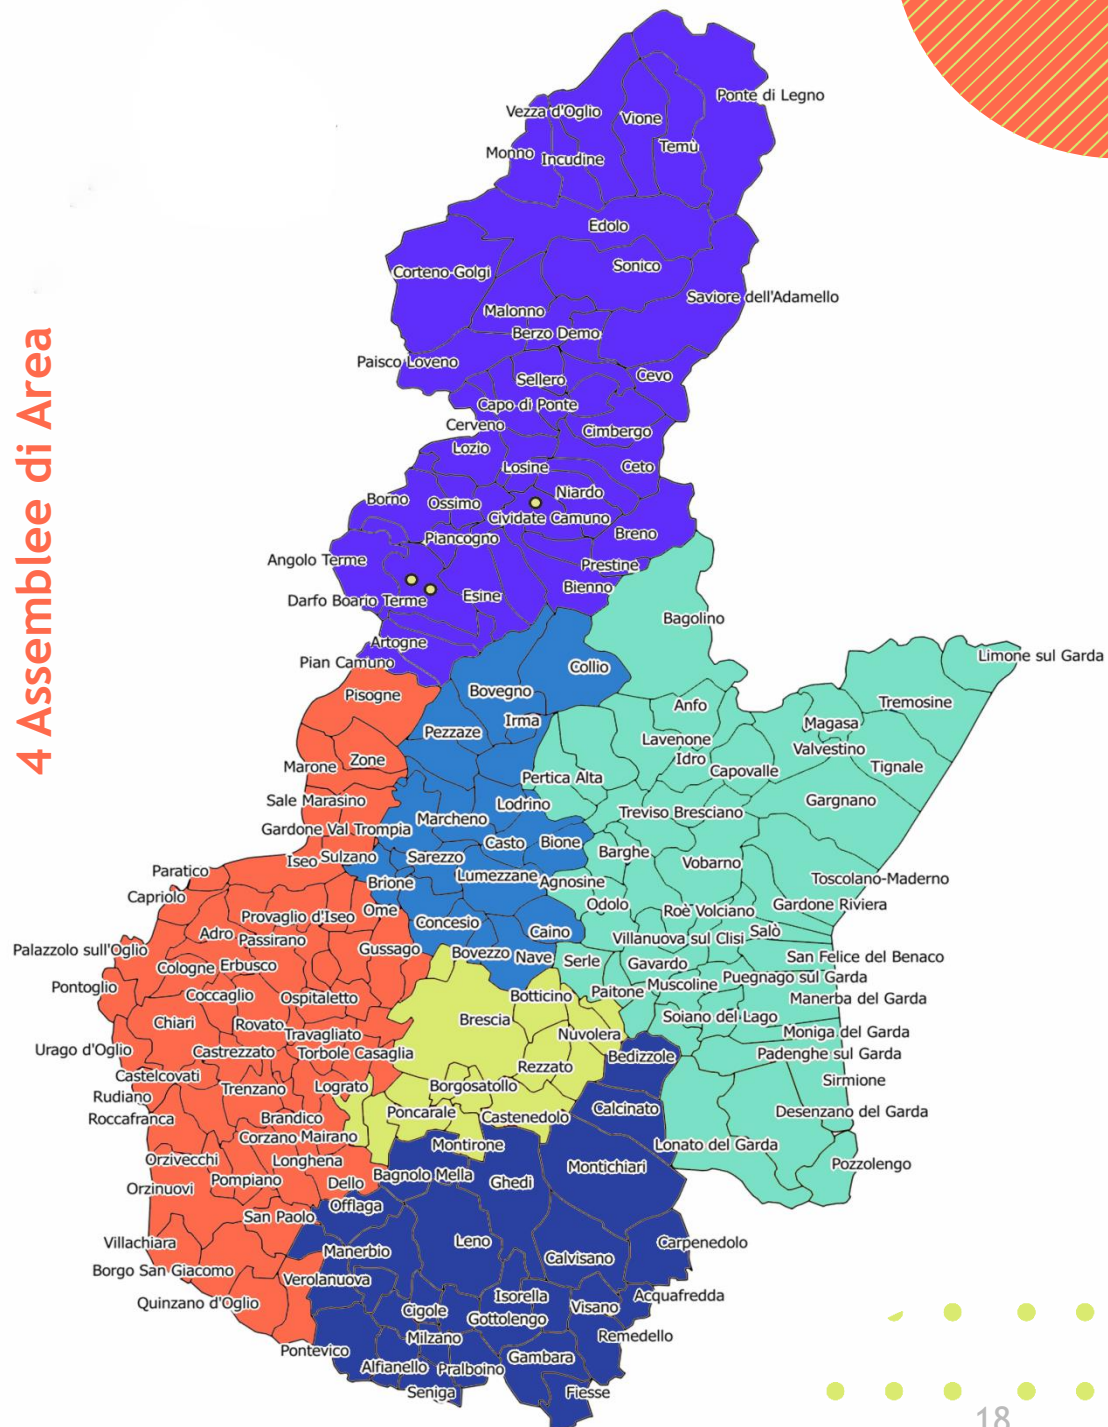 4 Assemblee di Area
Ponte di Legno
Vezza d'Oglio
Vione
Temù
Monno
Incudine
Edolo
Sonico
Corteno Golgi
Saviore dell'Adamello
Malonno
Berzo Demo
Paisco Loveno
Cevo
Sellero
Capo di Ponte
Cerveno
Cimbergo
Lozio
Losine
Ceto
Niardo
Borno
Ossimo
Cividate Camuno
Breno
Piancogno
Angolo Terme
Prestine
Bienno
Esine
Darfo Boario Terme
Bagolino
Artogne
Pian Camuno
Limone sul Garda
Collio
Pisogne
Bovegno
Tremosine
Anfo
Irma
Magasa
Pezzaze
Lavenone
Valvestino
Zone
Idro
Marone
Capovalle
Tignale
Pertica Alta
Sale Marasino
Lodrino
Gargnano
Treviso Bresciano
Marcheno
Gardone Val Trompia
Casto
Bione
Barghe
Iseo
Sulzano
Sarezzo
Vobarno
Paratico
Lumezzane
Agnosine
Brione
Toscolano-Maderno
Capriolo
Odolo
Gardone Riviera
Ome
Roè Volciano
Provaglio d'Iseo
Concesio
Caino
Salò
Adro
Passirano
Villanuova sul Clisi
Palazzolo sull'Oglio
Gussago
Bovezzo
Nave
Serle
Gavardo
San Felice del Benaco
Cologne
Erbusco
Puegnago sul Garda
Pontoglio
Muscoline
Paitone
Coccaglio
Ospitaletto
Botticino
Manerba del Garda
Chiari
Rovato
Brescia
Soiano del Lago
Travagliato
Nuvolera
Moniga del Garda
Urago d'Oglio
Castrezzato
Torbole Casaglia
Bedizzole
Padenghe sul Garda
Rezzato
Castelcovati
Trenzano
Lograto
Borgosatollo
Sirmione
Rudiano
Roccafranca
Brandico
Poncarale
Castenedolo
Calcinato
Desenzano del Garda
Corzano
Mairano
Montirone
Lonato del Garda
Orzivecchi
Longhena
Montichiari
Pozzolengo
Pompiano
Dello
Bagnolo Mella
Ghedi
Orzinuovi
Offlaga
San Paolo
Villachiara
Manerbio
Leno
Carpenedolo
Calvisano
Borgo San Giacomo
Verolanuova
Isorella
Acquafredda
Quinzano d'Oglio
Cigole
Gottolengo
Visano
Milzano
Remedello
Pontevico
Gambara
Alfianello
Pralboino
Seniga
Fiesse
18